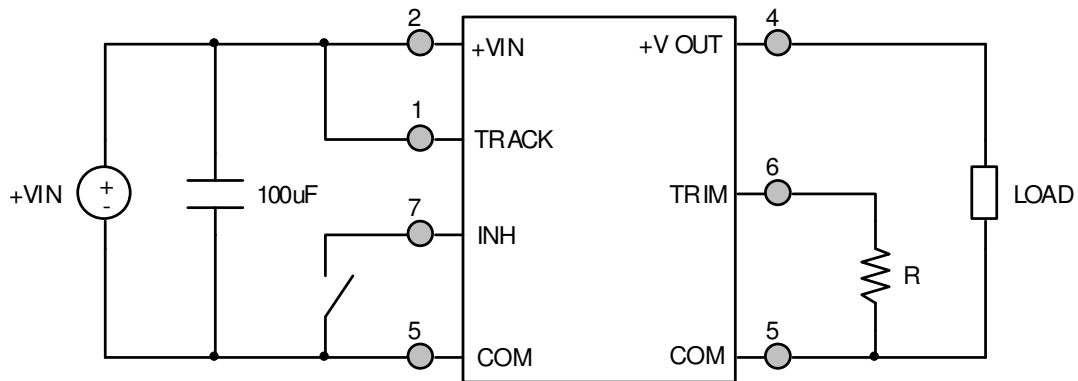 2
4
+VIN
+V OUT
1
TRACK
6
+VIN
+
-
100uF
TRIM
LOAD
7
INH
R
5
5
COM
COM